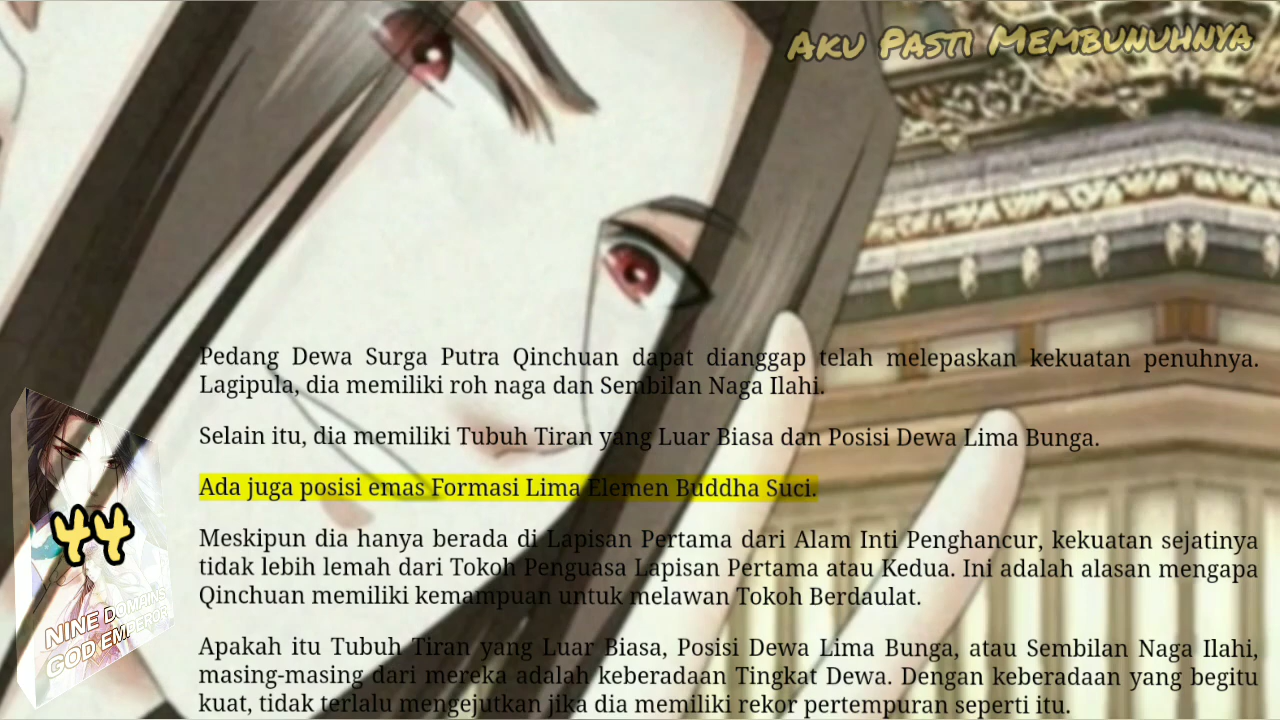 Aku Pasti Membunuhnya
Pedang Dewa Surga Putra Qinchuan dapat dianggap telah melepaskan kekuatan penuhnya.
Lagipula, dia memiliki roh naga dan Sembilan Naga Ilahi.
Selain itu, dia memiliki Tubuh Tiran yang Luar Biasa dan Posisi Dewa Lima Bunga.
Ada juga posisi emas Formasi Lima Elemen Buddha Suci.
Meskipun dia hanya berada di Lapisan Pertama dari Alam Inti Penghancur, kekuatan sejatinya
tidak lebih lemah dari Tokoh Penguasa Lapisan Pertama atau Kedua. Ini adalah alasan mengapa
Qinchuan memiliki kemampuan untuk melawan Tokoh Berdaulat.
Apakah itu Tubuh Tiran yang Luar Biasa, Posisi Dewa Lima Bunga, atau Sembilan Naga Ilahi,
masing-masing dari mereka adalah keberadaan Tingkat Dewa. Dengan keberadaan yang begitu
kuat, tidak terlalu mengejutkan jika dia memiliki rekor pertempuran seperti itu.
44
NINE DOMAINS
GOD EMPEROR